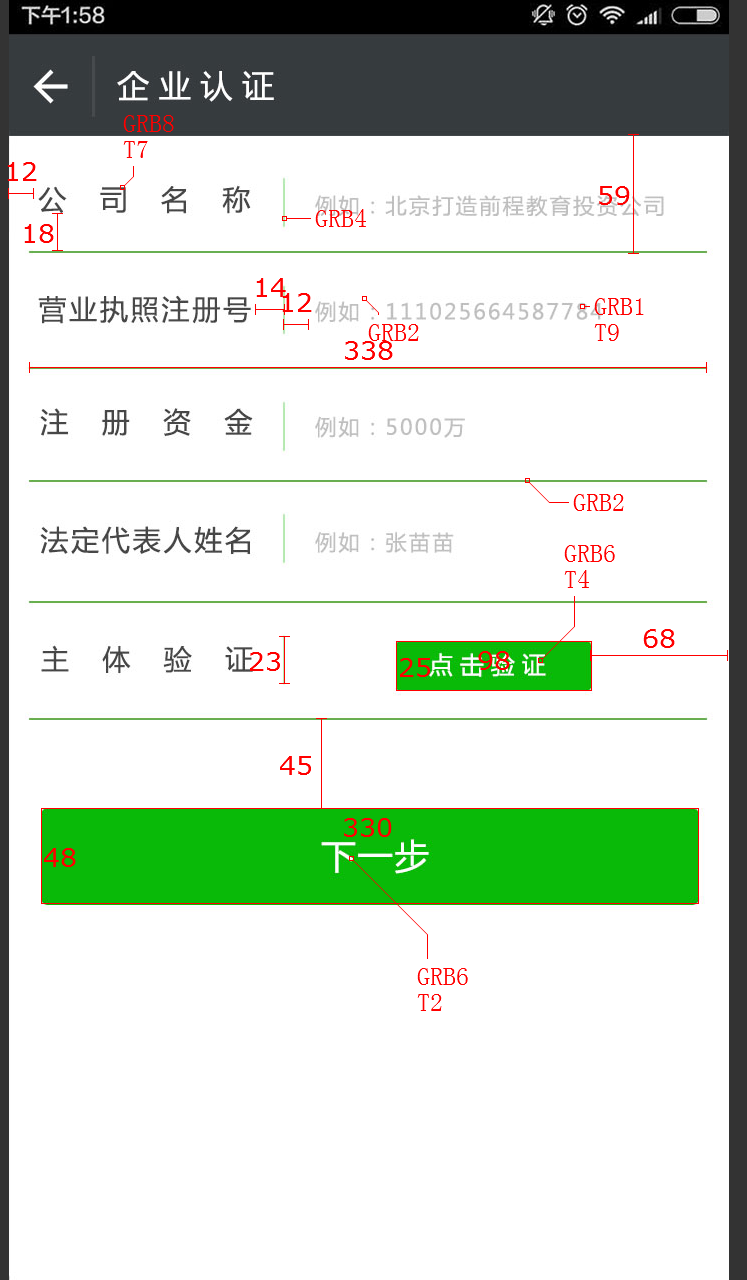 下午1:58
企业认证
GRB8
T7
12
公司名称
例如：北京打造前程教育投资公司
59
GRB4
18
14
12
营业执照注册号
例如：111025664587784
GRB1
T9
GRB2
338
注册资金
例如：5000万
GRB2
法定代表人姓名
例如：张苗苗
GRB6
T4
主体验证
23
25
点击验证
98
68
45
330
48
下一步
GRB6
T2